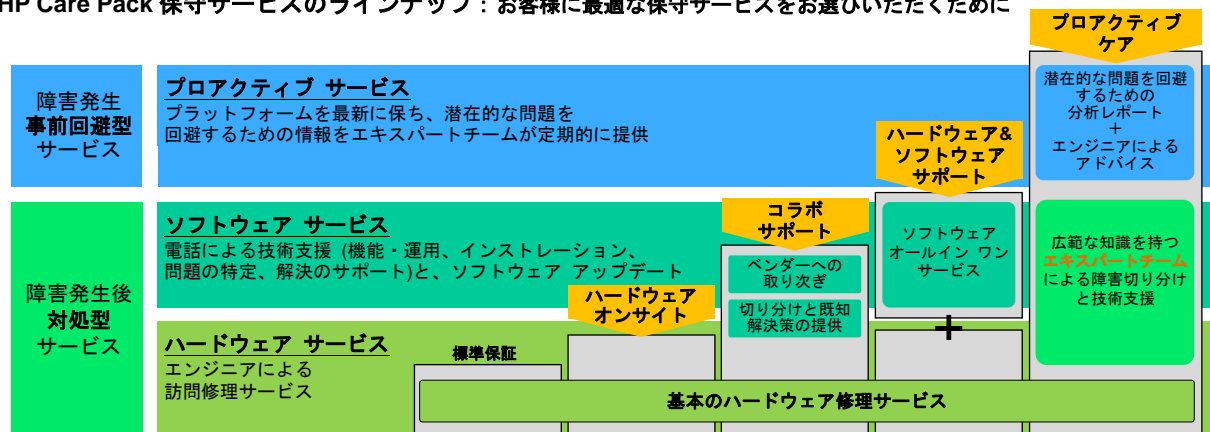 HP Care Pack 保守サービスのラインナップ：お客様に最適な保守サービスをお選びいただくために
プロアクティブ
ケア
障害発生
事前回避型
サービス
プロアクティブ サービス
プラットフォームを最新に保ち、潜在的な問題を
回避するための情報をエキスパートチームが定期的に提供
潜在的な問題を回避
するための
分析レポート
＋
エンジニアによる
アドバイス
ハードウェア&
ソフトウェア
サポート
障害発生後
対処型
サービス
ソフトウェア サービス
電話による技術支援 (機能・運用、インストレーション、
問題の特定、解決のサポート)と、ソフトウェア アップデート
コラボ
サポート
ベンダーへの
取り次ぎ
切り分けと既知
解決策の提供
ソフトウェア
オールイン ワン
サービス
＋
広範な知識を持つ
エキスパートチーム
による障害切り分け
と技術支援
ハードウェア
オンサイト
ハードウェア サービス
エンジニアによる
訪問修理サービス
標準保証
基本のハードウェア修理サービス